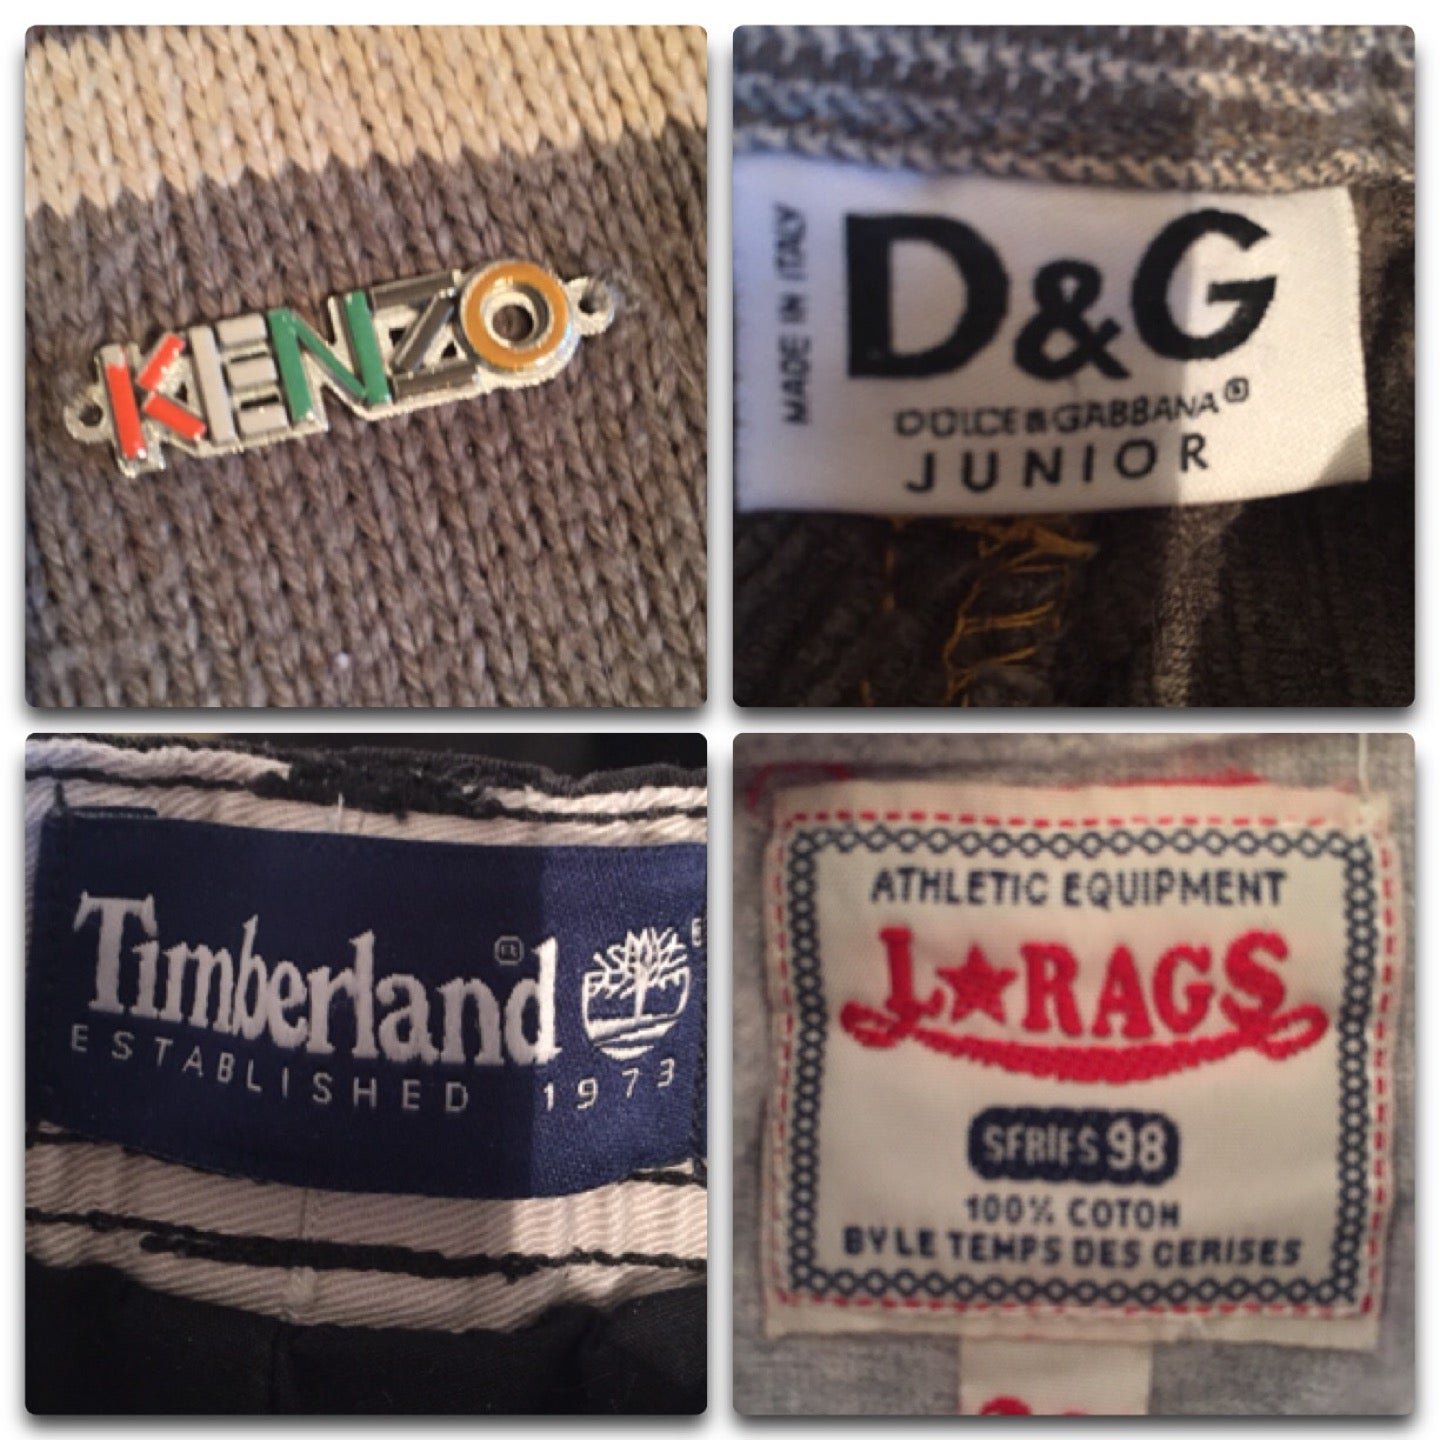 KENZO
MADE IN ITALY
D&G
DOLCE & GABBANA®
JUNIOR
Timberland®
ESTABLISHED 1973
ATHLETIC EQUIPMENT
L★RAGS
SERIES 98
100% COTON
BY LE TEMPS DES CERISES